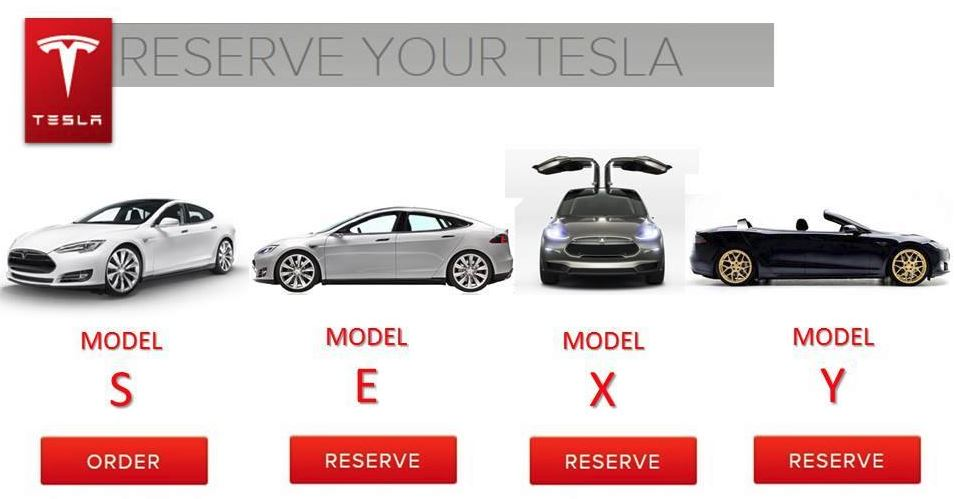 RESERVE YOUR TESLA
TESLA
MODEL
S
MODEL
E
MODEL
X
MODEL
Y
ORDER
RESERVE
RESERVE
RESERVE